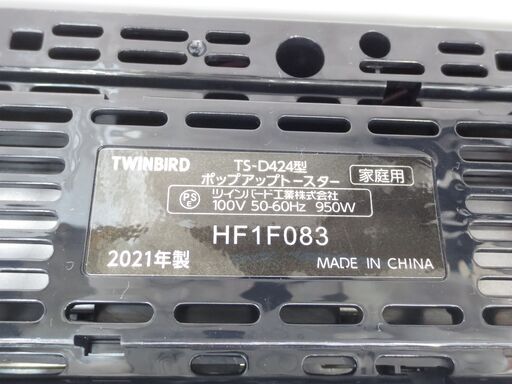 TWINBIRD TS-D424型
ポップアップトースター 家庭用
PSE ツインバード工業株式会社
100V 50-60Hz 950W
HF1F083
2021年製 MADE IN CHINA